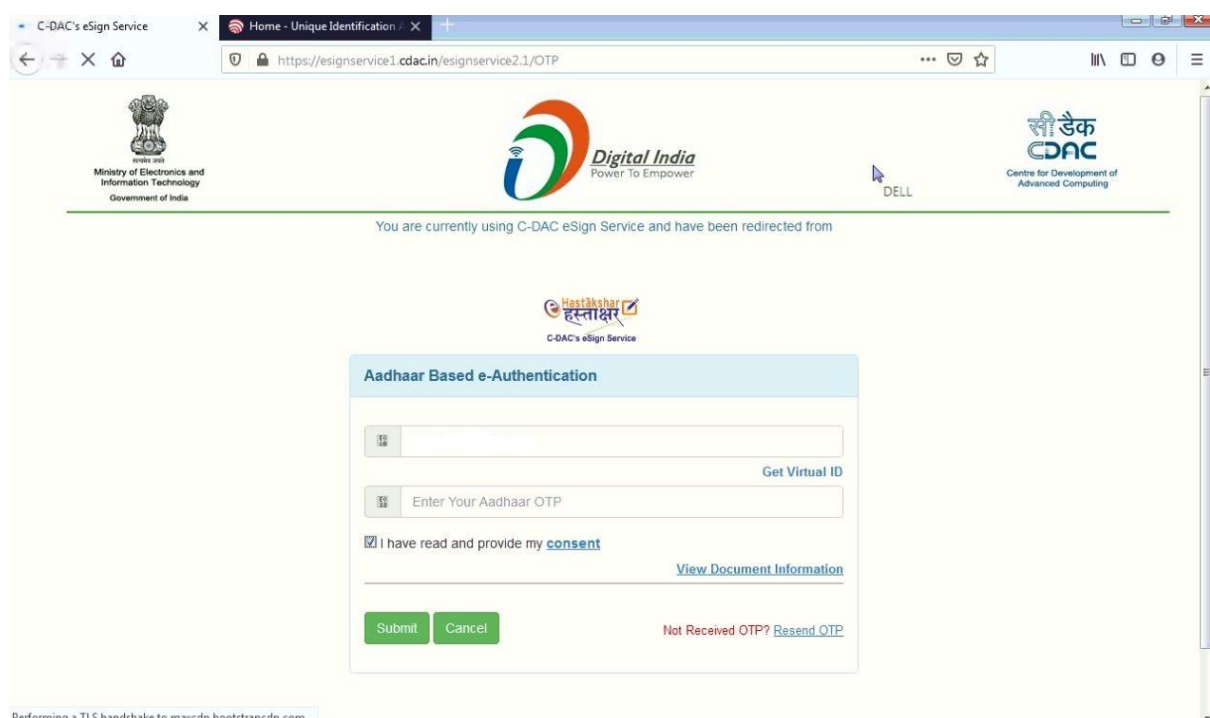 C-DAC's eSign Service
Home - Unique Identification A
https://esignservice1.cdac.in/esignservice2.1/OTP
सत्यमेव जयते
Ministry of Electronics and
Information Technology
Government of India
Digital India
Power To Empower
DELL
सी डैक
CDAC
Centre for Development of
Advanced Computing
You are currently using C-DAC eSign Service and have been redirected from
Hastākshar
हस्ताक्षर
C-DAC's eSign Service
Aadhaar Based e-Authentication
Get Virtual ID
Enter Your Aadhaar OTP
I have read and provide my consent
View Document Information
Submit Cancel Not Received OTP? Resend OTP
Performing a TLS handshake to maxcdn.bootstrapcdn.com